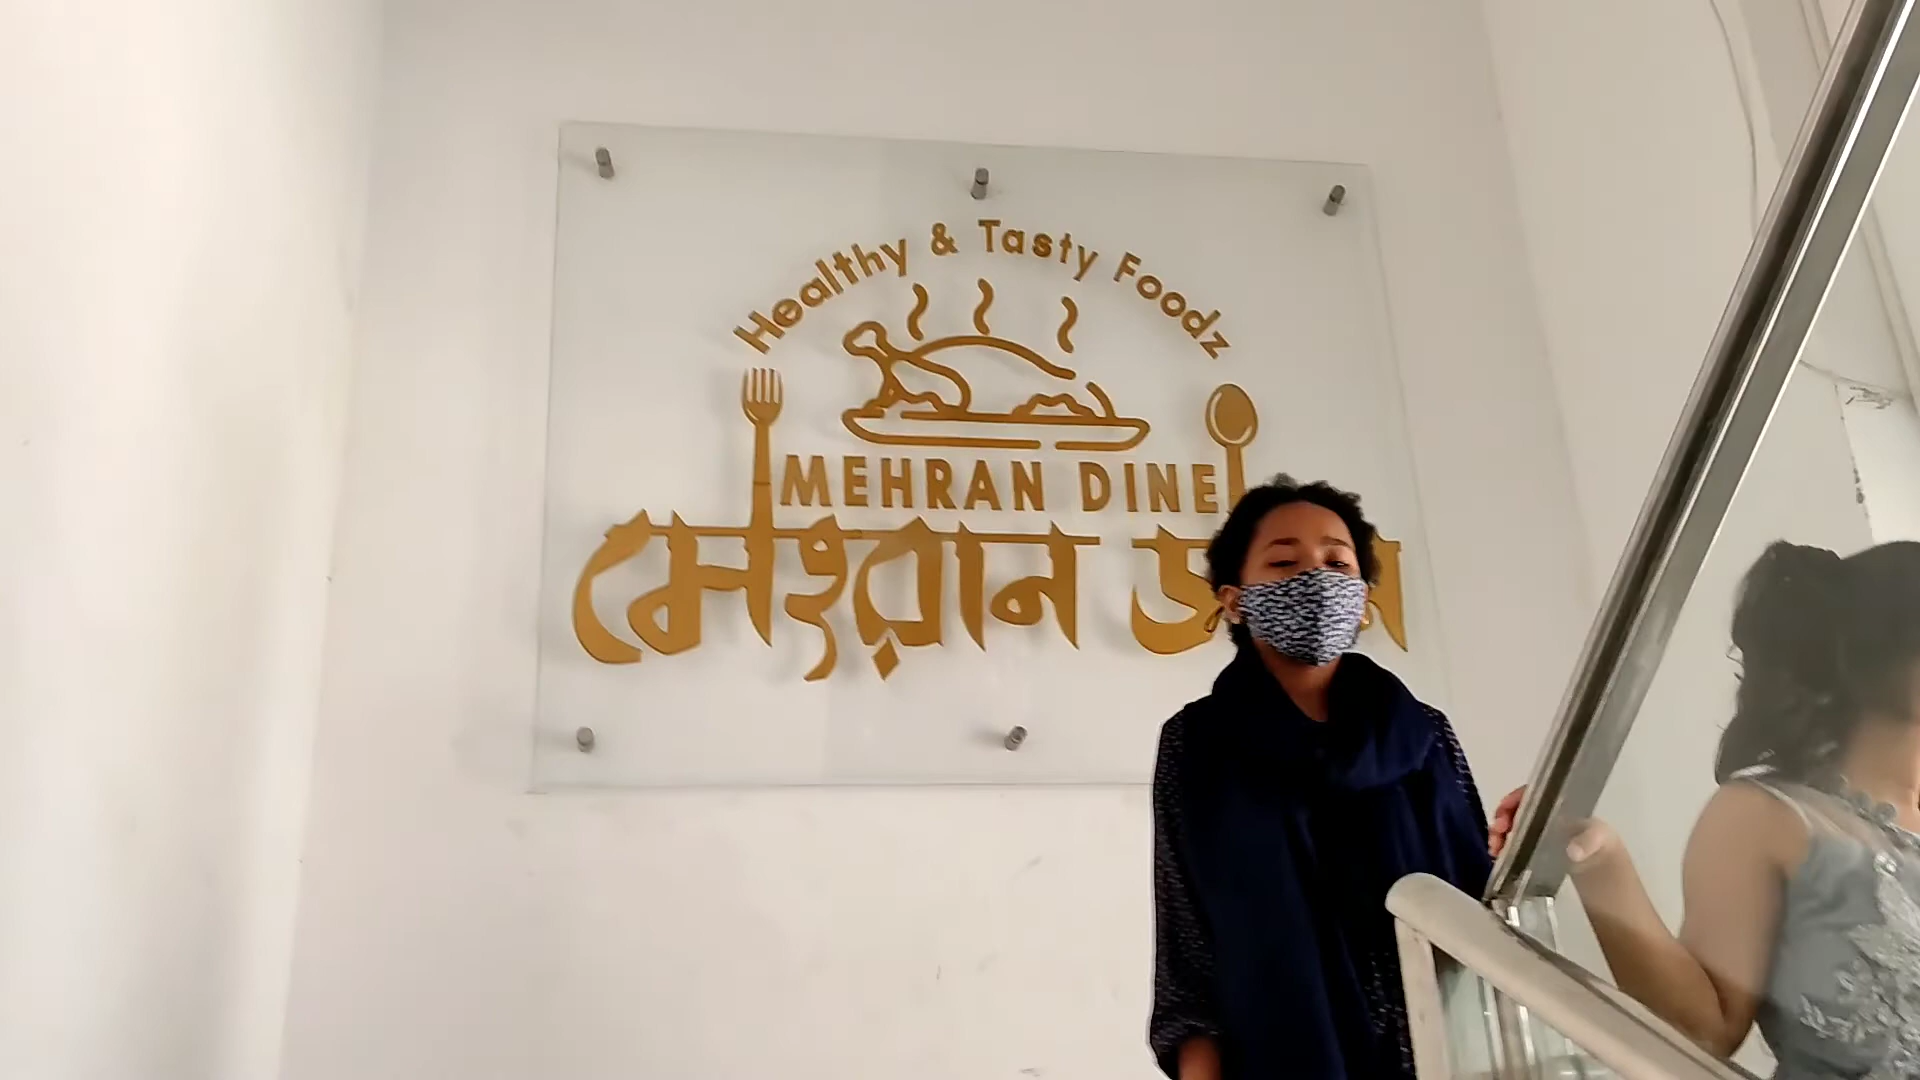 Healthy & Tasty Foodz
MEHRAN DINE
মেহরান